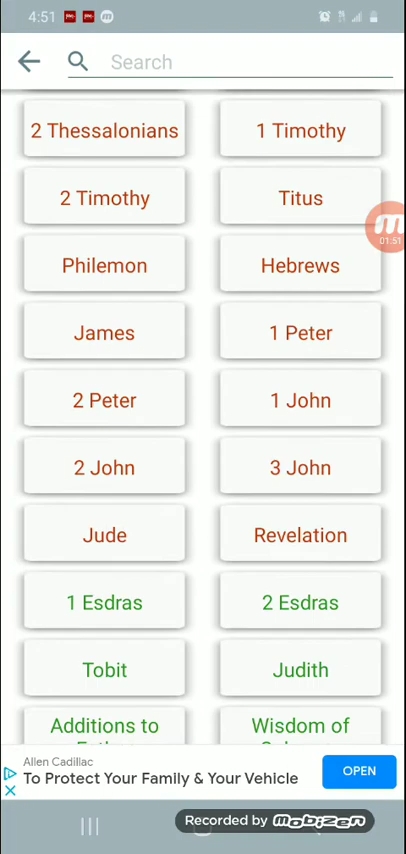 4:51
Search
2 Thessalonians
1 Timothy
2 Timothy
Titus
Philemon
Hebrews
01:51
James
1 Peter
2 Peter
1 John
2 John
3 John
Jude
Revelation
1 Esdras
2 Esdras
Tobit
Judith
Additions to
Wisdom of
Allen Cadillac
To Protect Your Family & Your Vehicle
OPEN
Recorded by mobizen